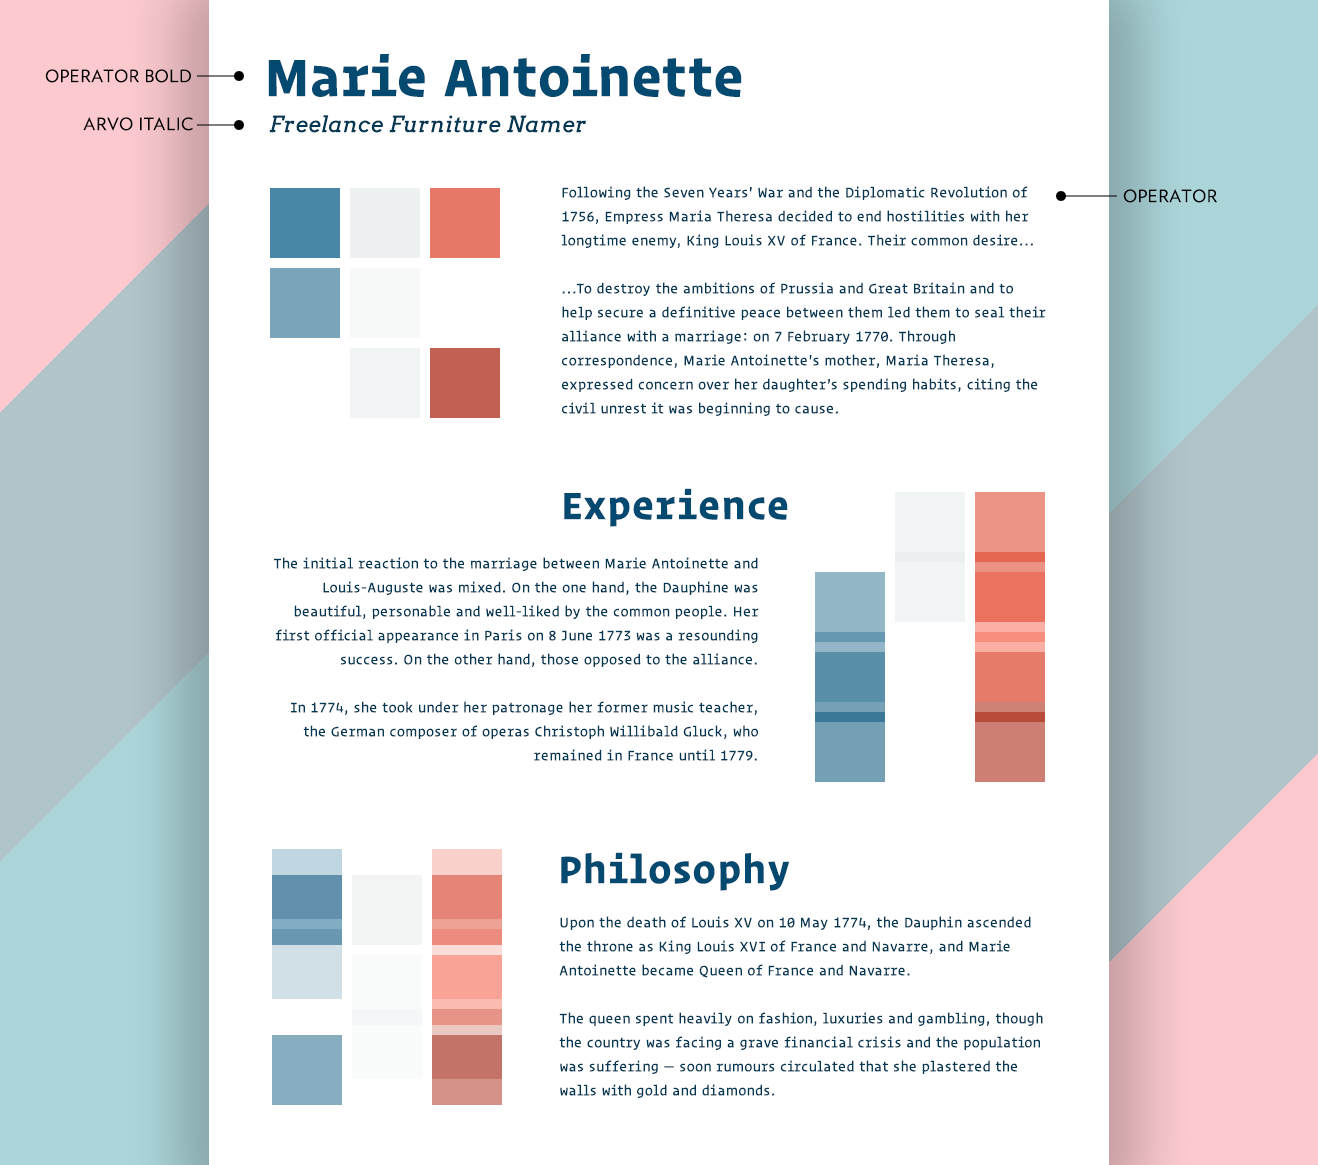 OPERATOR BOLD
Marie Antoinette
ARVO ITALIC
Freelance Furniture Namer
OPERATOR
Following the Seven Years' War and the Diplomatic Revolution of
1756, Empress Maria Theresa decided to end hostilities with her
longtime enemy, King Louis XV of France. Their common desire...
...To destroy the ambitions of Prussia and Great Britain and to
help secure a definitive peace between them led them to seal their
alliance with a marriage: on 7 February 1770. Through
correspondence, Marie Antoinette's mother, Maria Theresa,
expressed concern over her daughter's spending habits, citing the
civil unrest it was beginning to cause.
Experience
The initial reaction to the marriage between Marie Antoinette and
Louis-Auguste was mixed. On the one hand, the Dauphine was
beautiful, personable and well-liked by the common people. Her
first official appearance in Paris on 8 June 1773 was a resounding
success. On the other hand, those opposed to the alliance.
In 1774, she took under her patronage her former music teacher,
the German composer of operas Christoph Willibald Gluck, who
remained in France until 1779.
Philosophy
Upon the death of Louis XV on 10 May 1774, the Dauphin ascended
the throne as King Louis XVI of France and Navarre, and Marie
Antoinette became Queen of France and Navarre.
The queen spent heavily on fashion, luxuries and gambling, though
the country was facing a grave financial crisis and the population
was suffering — soon rumours circulated that she plastered the
walls with gold and diamonds.